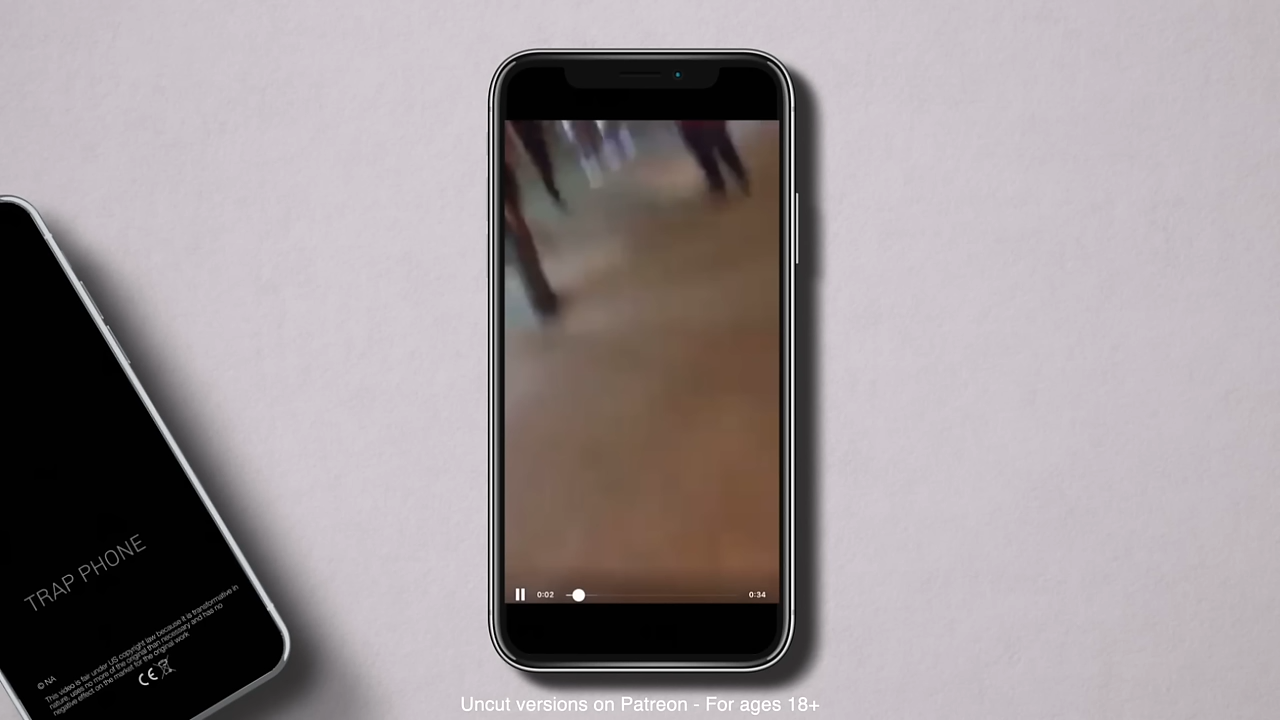 0:02
0:34
TRAP PHONE
© NA
This video is fair under US copyright law because it is transformative in
nature, uses no more of the original than necessary and has no
negative effect on the market for the original work
CE
Uncut versions on Patreon - For ages 18+